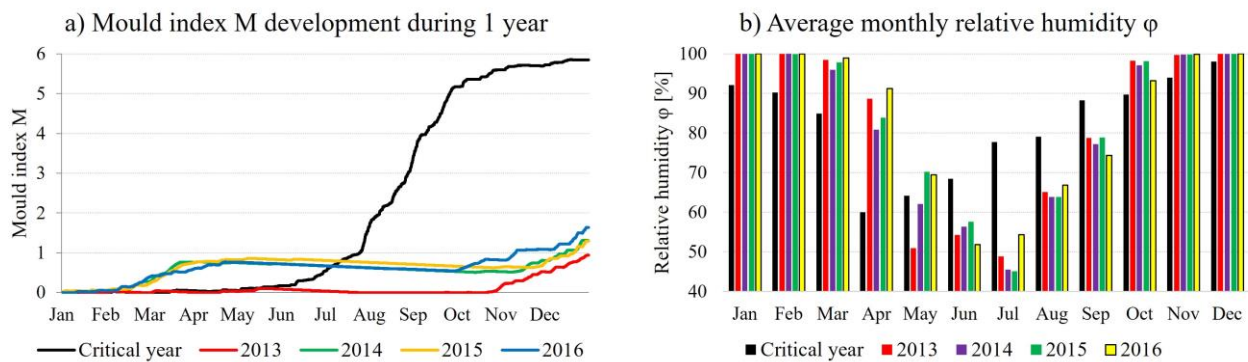 a) Mould index M development during 1 year
Mould index M
6
5
4
3
2
1
0
Jan Feb Mar Apr May Jun Jul Aug Sep Oct Nov Dec
Critical year 2013 2014 2015 2016
b) Average monthly relative humidity φ
Relative humidity φ [%]
100
90
80
70
60
50
40
Jan Feb Mar Apr May Jun Jul Aug Sep Oct Nov Dec
Critical year 2013 2014 2015 2016